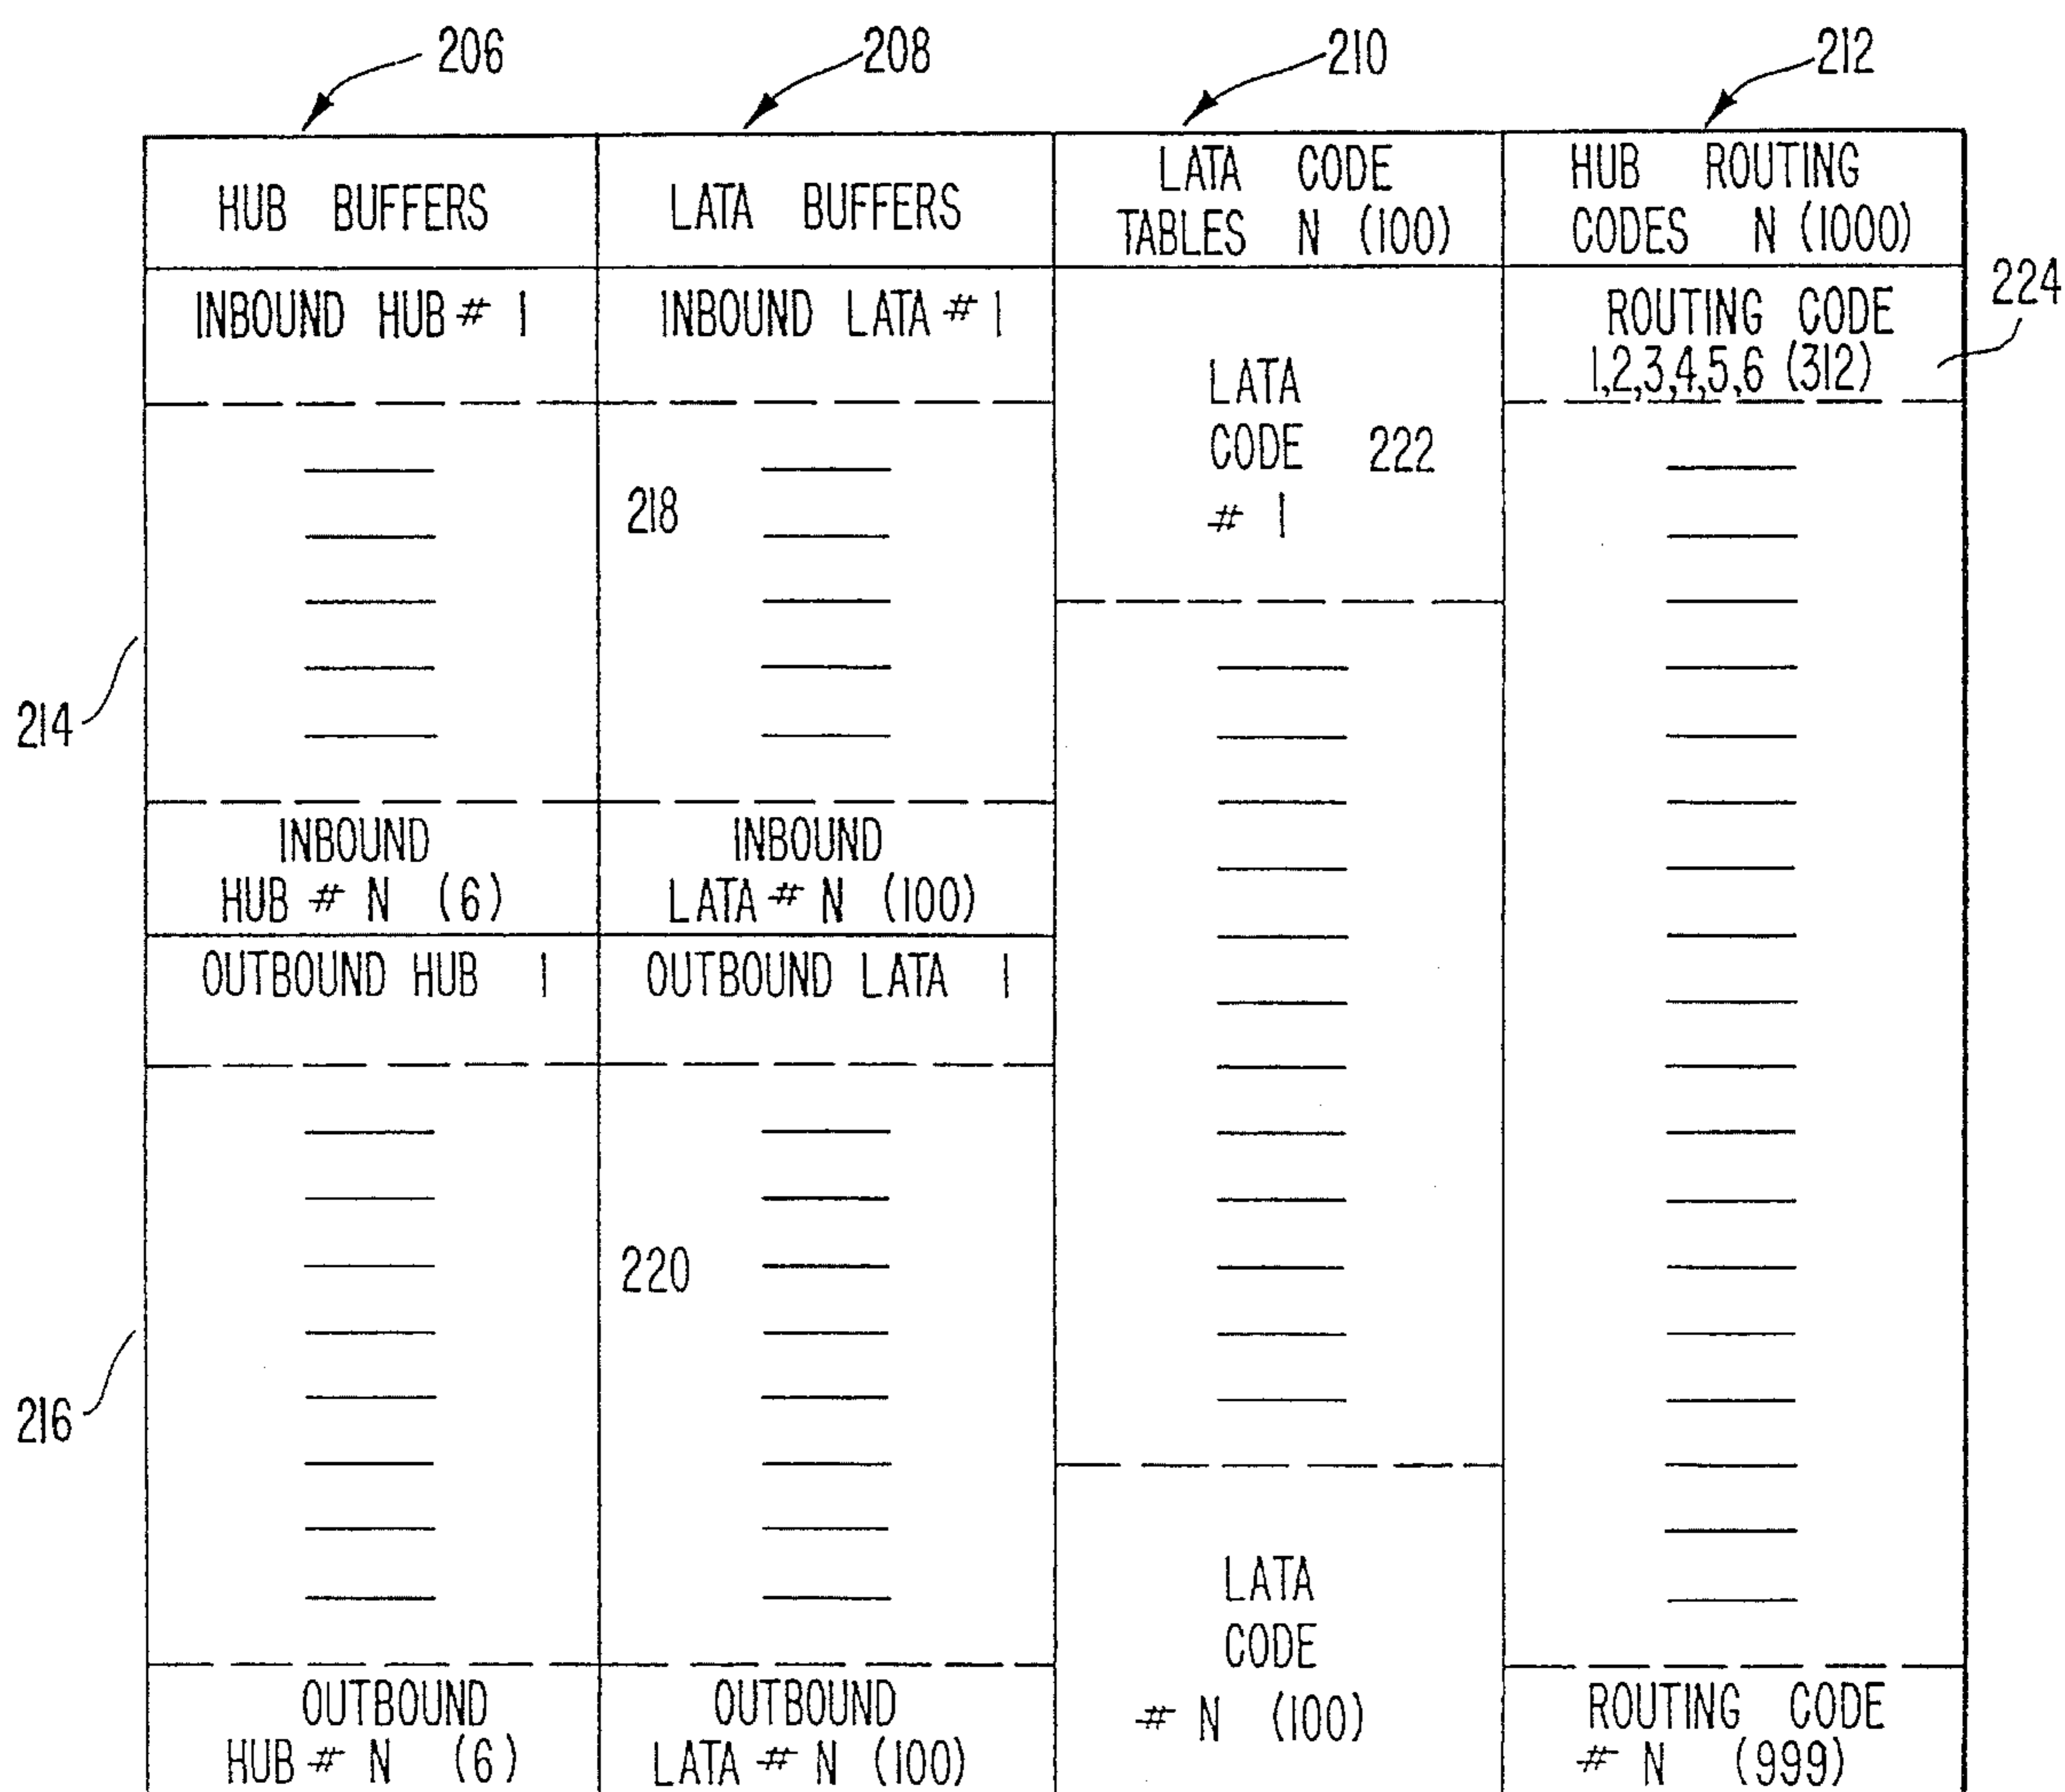 206
208
210
212
HUB BUFFERS
LATA BUFFERS
LATA CODE
TABLES N (100)
HUB ROUTING
CODES N (1000)
INBOUND HUB # 1
INBOUND LATA # 1
LATA
CODE 222
# 1
ROUTING CODE
1,2,3,4,5,6 (312)
224
218
214
INBOUND
HUB # N (6)
INBOUND
LATA # N (100)
OUTBOUND HUB 1
OUTBOUND LATA 1
220
216
OUTBOUND
HUB # N (6)
OUTBOUND
LATA # N (100)
LATA
CODE
# N (100)
ROUTING CODE
# N (999)